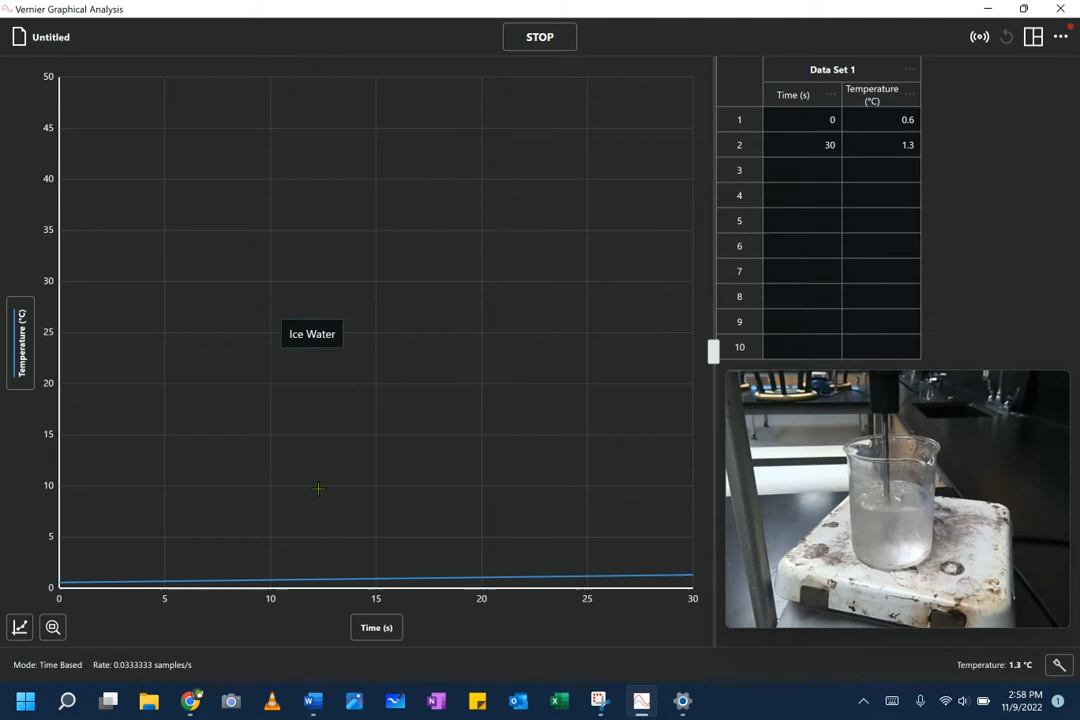 Vernier Graphical Analysis
Untitled
STOP
Data Set 1
Time (s)
Temperature
(°C)
1 0 0.6
2 30 1.3
3
4
5
6
7
8
9
10
50
45
40
35
30
25
20
15
10
5
0
Temperature (°C)
Ice Water
0 5 10 15 20 25 30
Time (s)
Mode: Time Based Rate: 0.0333333 samples/s
Temperature: 1.3 °C
2:58 PM
11/9/2022
1